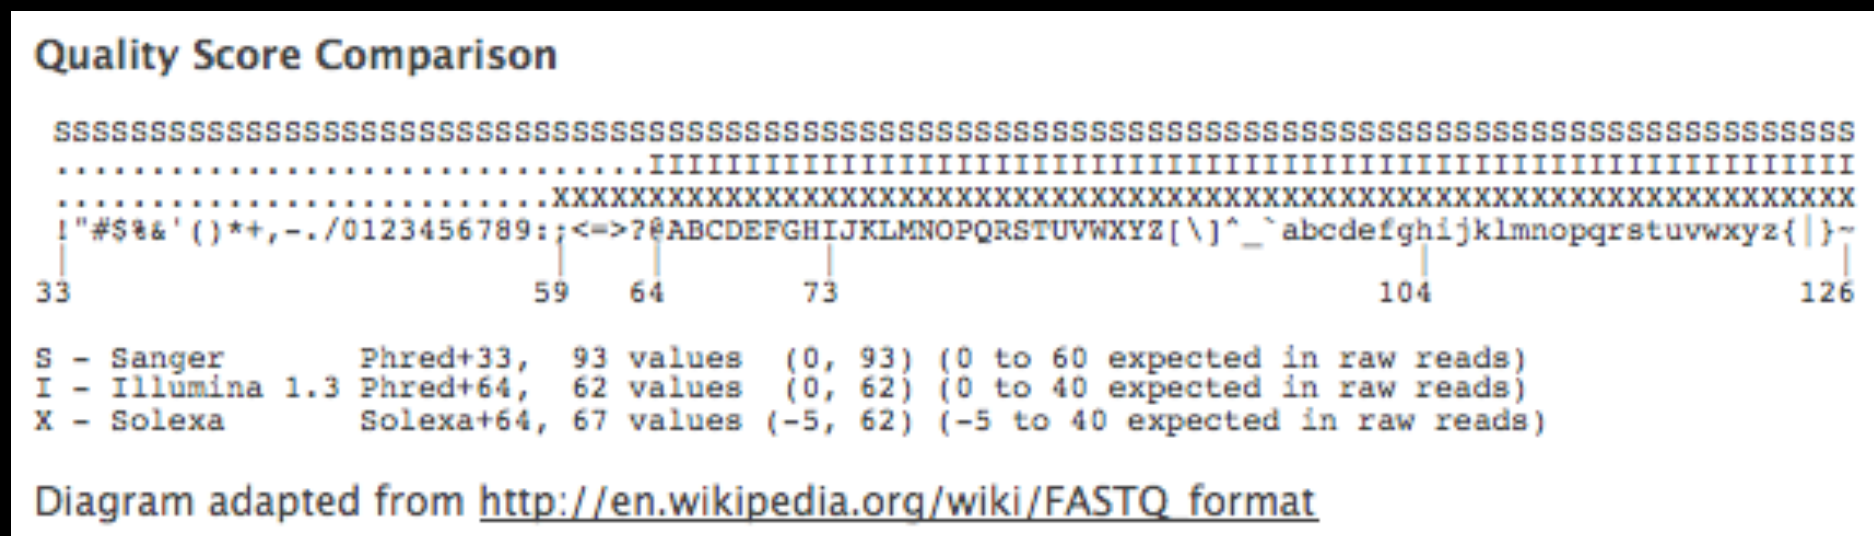 Quality Score Comparison
SSSSSSSSSSSSSSSSSSSSSSSSSSSSSSSSSSSSSSSSSSSSSSSSSSSSSSSSSSSSSSSSSSSSSSSSSSSSSSSSSSSSSSSSSSSSSS
...............................IIIIIIIIIIIIIIIIIIIIIIIIIIIIIIIIIIIIIIIIIIIIIIIIIIIIIIIIIIIIIII
..........................XXXXXXXXXXXXXXXXXXXXXXXXXXXXXXXXXXXXXXXXXXXXXXXXXXXXXXXXXXXXXXXXXXXX
!"#$%&'()*+,-./0123456789:;<=>?@ABCDEFGHIJKLMNOPQRSTUVWXYZ[\]^_`abcdefghijklmnopqrstuvwxyz{|}~
33 59 64 73 104 126
S - Sanger Phred+33, 93 values (0, 93) (0 to 60 expected in raw reads)
I - Illumina 1.3 Phred+64, 62 values (0, 62) (0 to 40 expected in raw reads)
X - Solexa Solexa+64, 67 values (-5, 62) (-5 to 40 expected in raw reads)
Diagram adapted from http://en.wikipedia.org/wiki/FASTQ_format